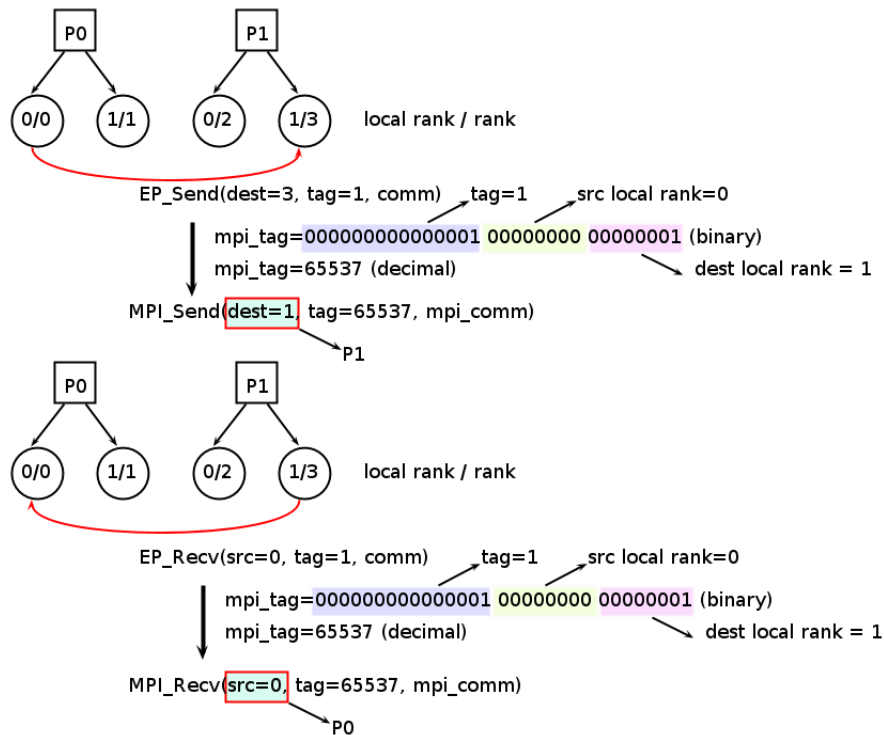 P0 P1
0/0 1/1 0/2 1/3 local rank / rank
EP_Send(dest=3, tag=1, comm) tag=1 src local rank=0
mpi_tag=000000000000001 00000000 00000001 (binary)
mpi_tag=65537 (decimal) dest local rank = 1
MPI_Send(dest=1, tag=65537, mpi_comm)
P1
P0 P1
0/0 1/1 0/2 1/3 local rank / rank
EP_Recv(src=0, tag=1, comm) tag=1 src local rank=0
mpi_tag=000000000000001 00000000 00000001 (binary)
mpi_tag=65537 (decimal) dest local rank = 1
MPI_Recv(src=0, tag=65537, mpi_comm)
P0